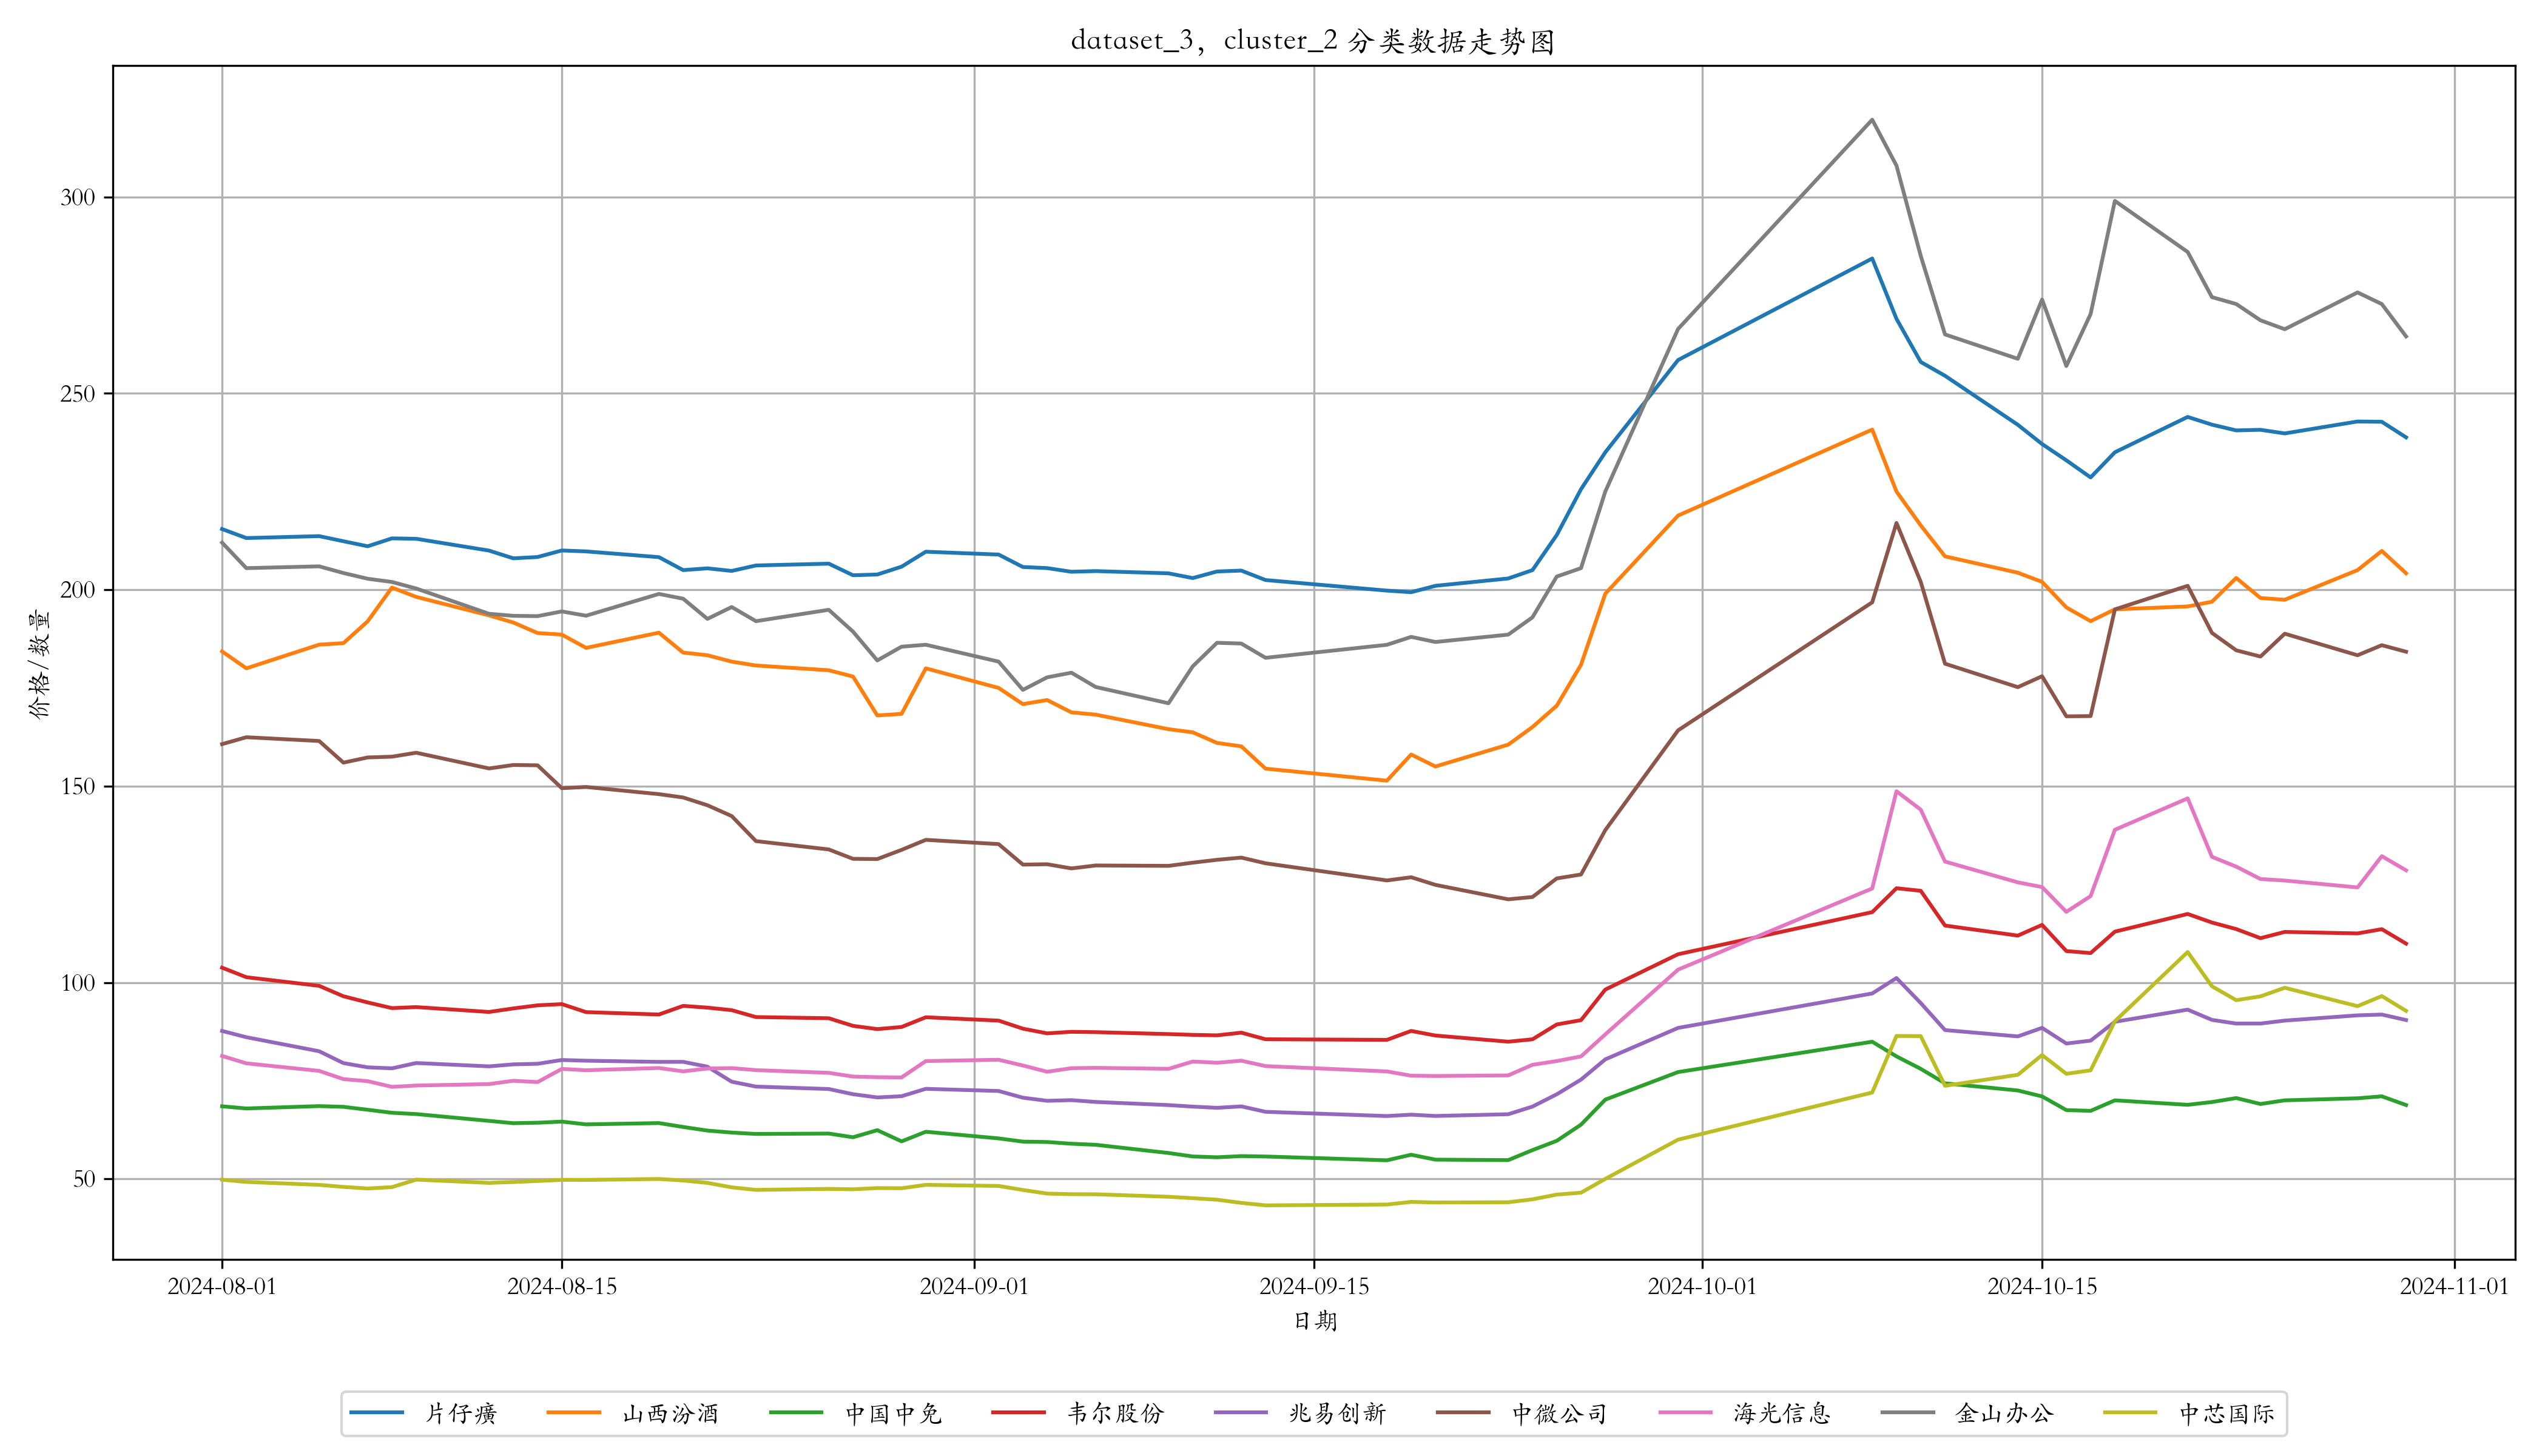 dataset_3，cluster_2 分类数据走势图
价格/数量
300
250
200
150
100
50
2024-08-01 2024-08-15 2024-09-01 2024-09-15 2024-10-01 2024-10-15 2024-11-01
日期
片仔癀 山西汾酒 中国中免 韦尔股份 兆易创新 中微公司 海光信息 金山办公 中芯国际